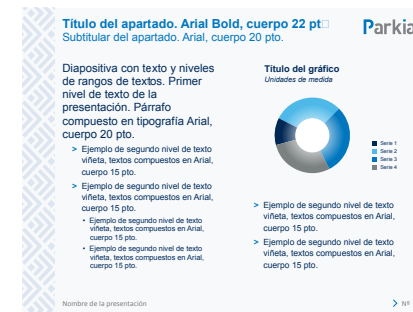 Título del apartado. Arial Bold, cuerpo 22 pt
Subtitular del apartado. Arial, cuerpo 20 pto.
Parkia
Diapositiva con texto y niveles
de rangos de textos. Primer
nivel de texto de la
presentación. Párrafo
compuesto en tipografía Arial,
cuerpo 20 pto.
> Ejemplo de segundo nivel de texto
viñeta, textos compuestos en Arial,
cuerpo 15 pto.
> Ejemplo de segundo nivel de texto
viñeta, textos compuestos en Arial,
cuerpo 15 pto.
• Ejemplo de segundo nivel de texto
viñeta, textos compuestos en Arial,
cuerpo 15 pto.
• Ejemplo de segundo nivel de texto
viñeta, textos compuestos en Arial,
cuerpo 15 pto.
Título del gráfico
Unidades de medida
Serie 1
Serie 2
Serie 3
Serie 4
> Ejemplo de segundo nivel de texto
viñeta, textos compuestos en Arial,
cuerpo 15 pto.
> Ejemplo de segundo nivel de texto
viñeta, textos compuestos en Arial,
cuerpo 15 pto.
Nombre de la presentación
> Nº